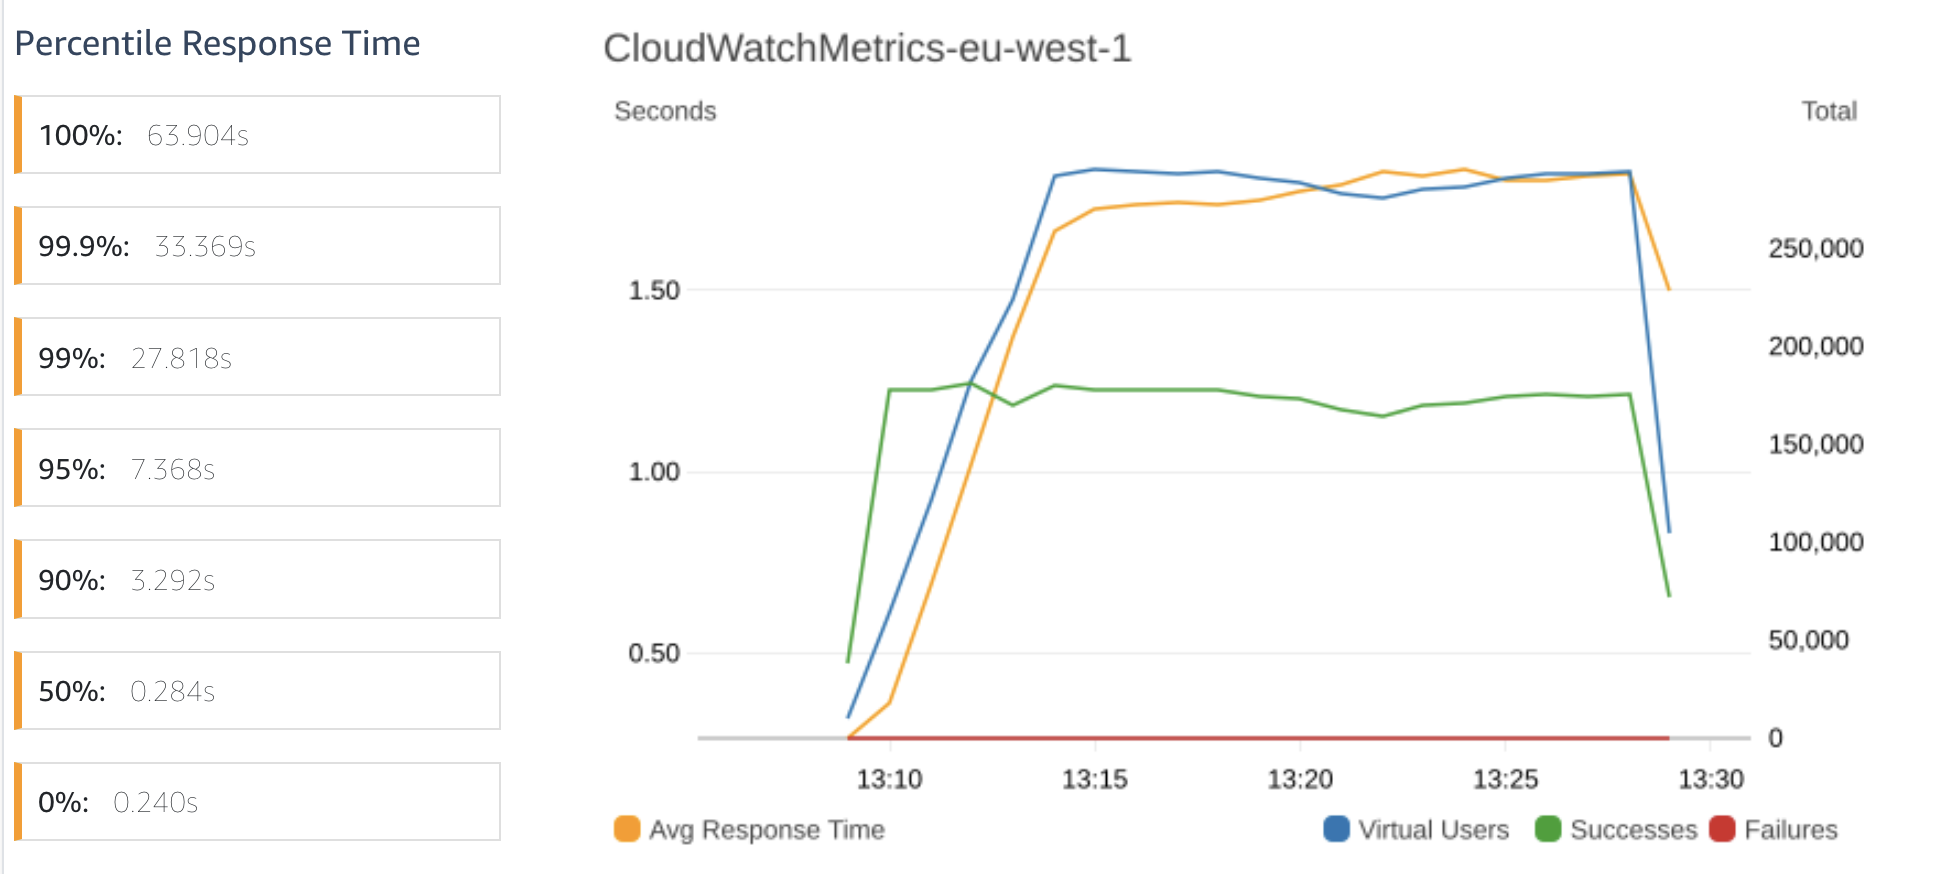 Percentile Response Time
100%: 63.904s
99.9%: 33.369s
99%: 27.818s
95%: 7.368s
90%: 3.292s
50%: 0.284s
0%: 0.240s
CloudWatchMetrics-eu-west-1
Seconds Total
250,000
1.50
200,000
150,000
1.00
100,000
50,000
0.50
0
13:10 13:15 13:20 13:25 13:30
Avg Response Time Virtual Users Successes Failures